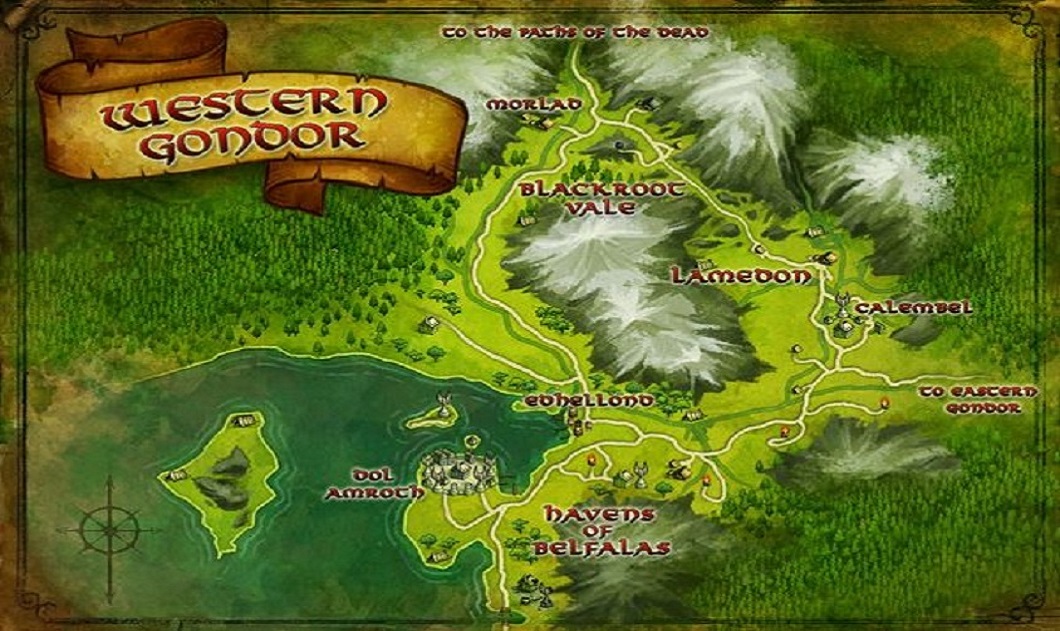 TO THE PATHS OF THE DEAD
WESTERN
GONDOR
MORLAD
BLACKROOT
VALE
LAMEDON
CALEMBEL
TO EASTERN
GONDOR
EDHELLOND
DOL
AMROTH
HAVENS
OF
BELFALAS